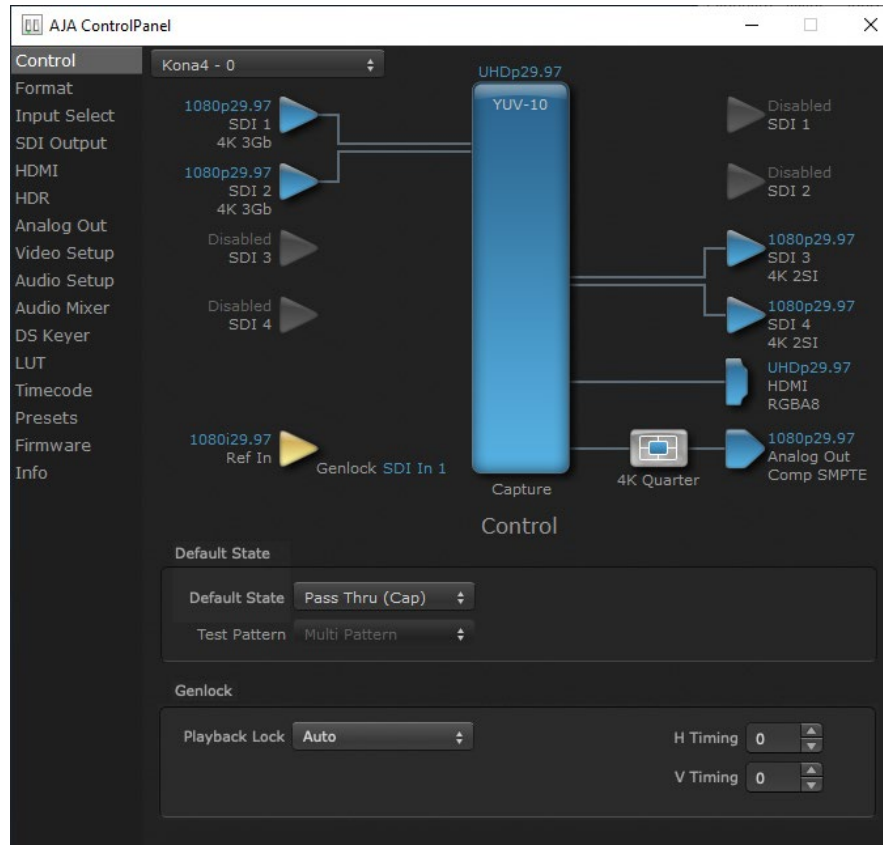 AJA ControlPanel
Control
Format
Input Select
SDI Output
HDMI
HDR
Analog Out
Video Setup
Audio Setup
Audio Mixer
DS Keyer
LUT
Timecode
Presets
Firmware
Info
Kona4 - 0
UHDp29.97
YUV-10
1080p29.97
SDI 1
4K 3Gb
1080p29.97
SDI 2
4K 3Gb
Disabled
SDI 3
Disabled
SDI 4
1080i29.97
Ref In
Genlock SDI In 1
Capture
Disabled
SDI 1
Disabled
SDI 2
1080p29.97
SDI 3
4K 2SI
1080p29.97
SDI 4
4K 2SI
UHDp29.97
HDMI
RGBA8
4K Quarter
1080p29.97
Analog Out
Comp SMPTE
Control
Default State
Default State Pass Thru (Cap)
Test Pattern Multi Pattern
Genlock
Playback Lock Auto
H Timing 0
V Timing 0